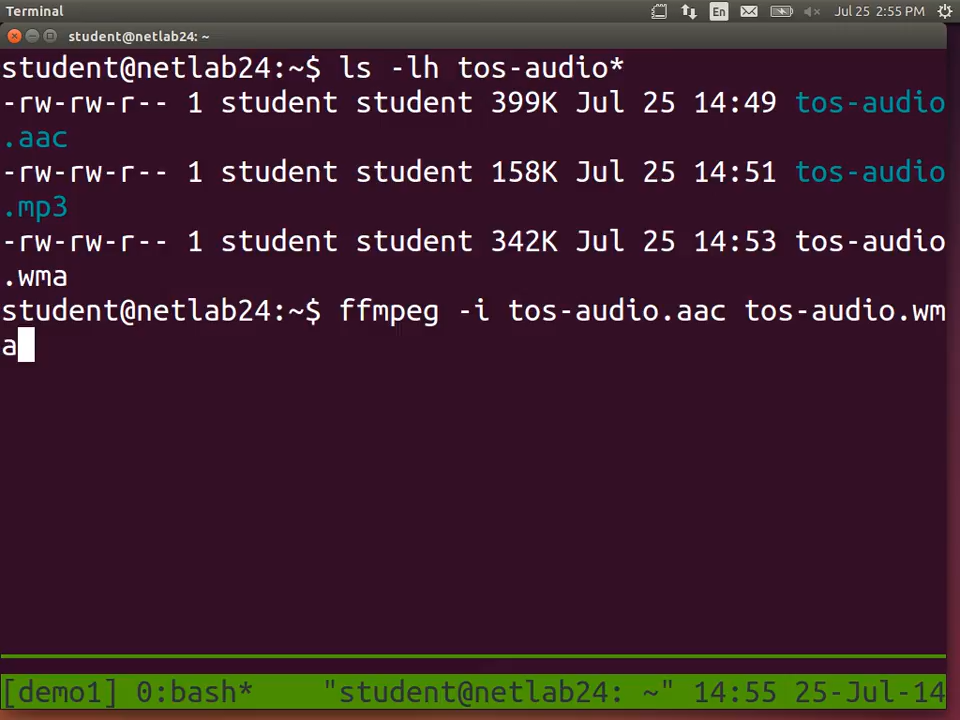 Terminal En Jul 25 2:55 PM
student@netlab24: ~
student@netlab24:~$ ls -lh tos-audio*
-rw-rw-r-- 1 student student 399K Jul 25 14:49 tos-audio
.aac
-rw-rw-r-- 1 student student 158K Jul 25 14:51 tos-audio
.mp3
-rw-rw-r-- 1 student student 342K Jul 25 14:53 tos-audio
.wma
student@netlab24:~$ ffmpeg -i tos-audio.aac tos-audio.wm
a
[demo1] 0:bash* "student@netlab24: ~" 14:55 25-Jul-14